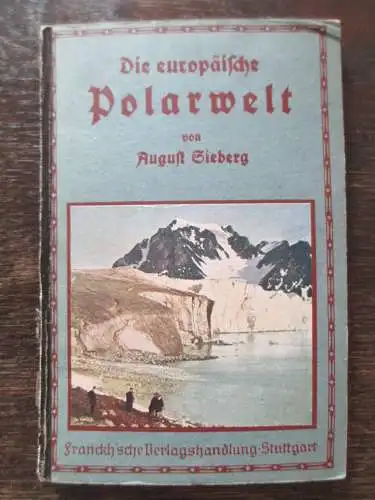 Die europäische
Polarwelt
von
August Sieberg
Franckh'sche Verlagshandlung·Stuttgart